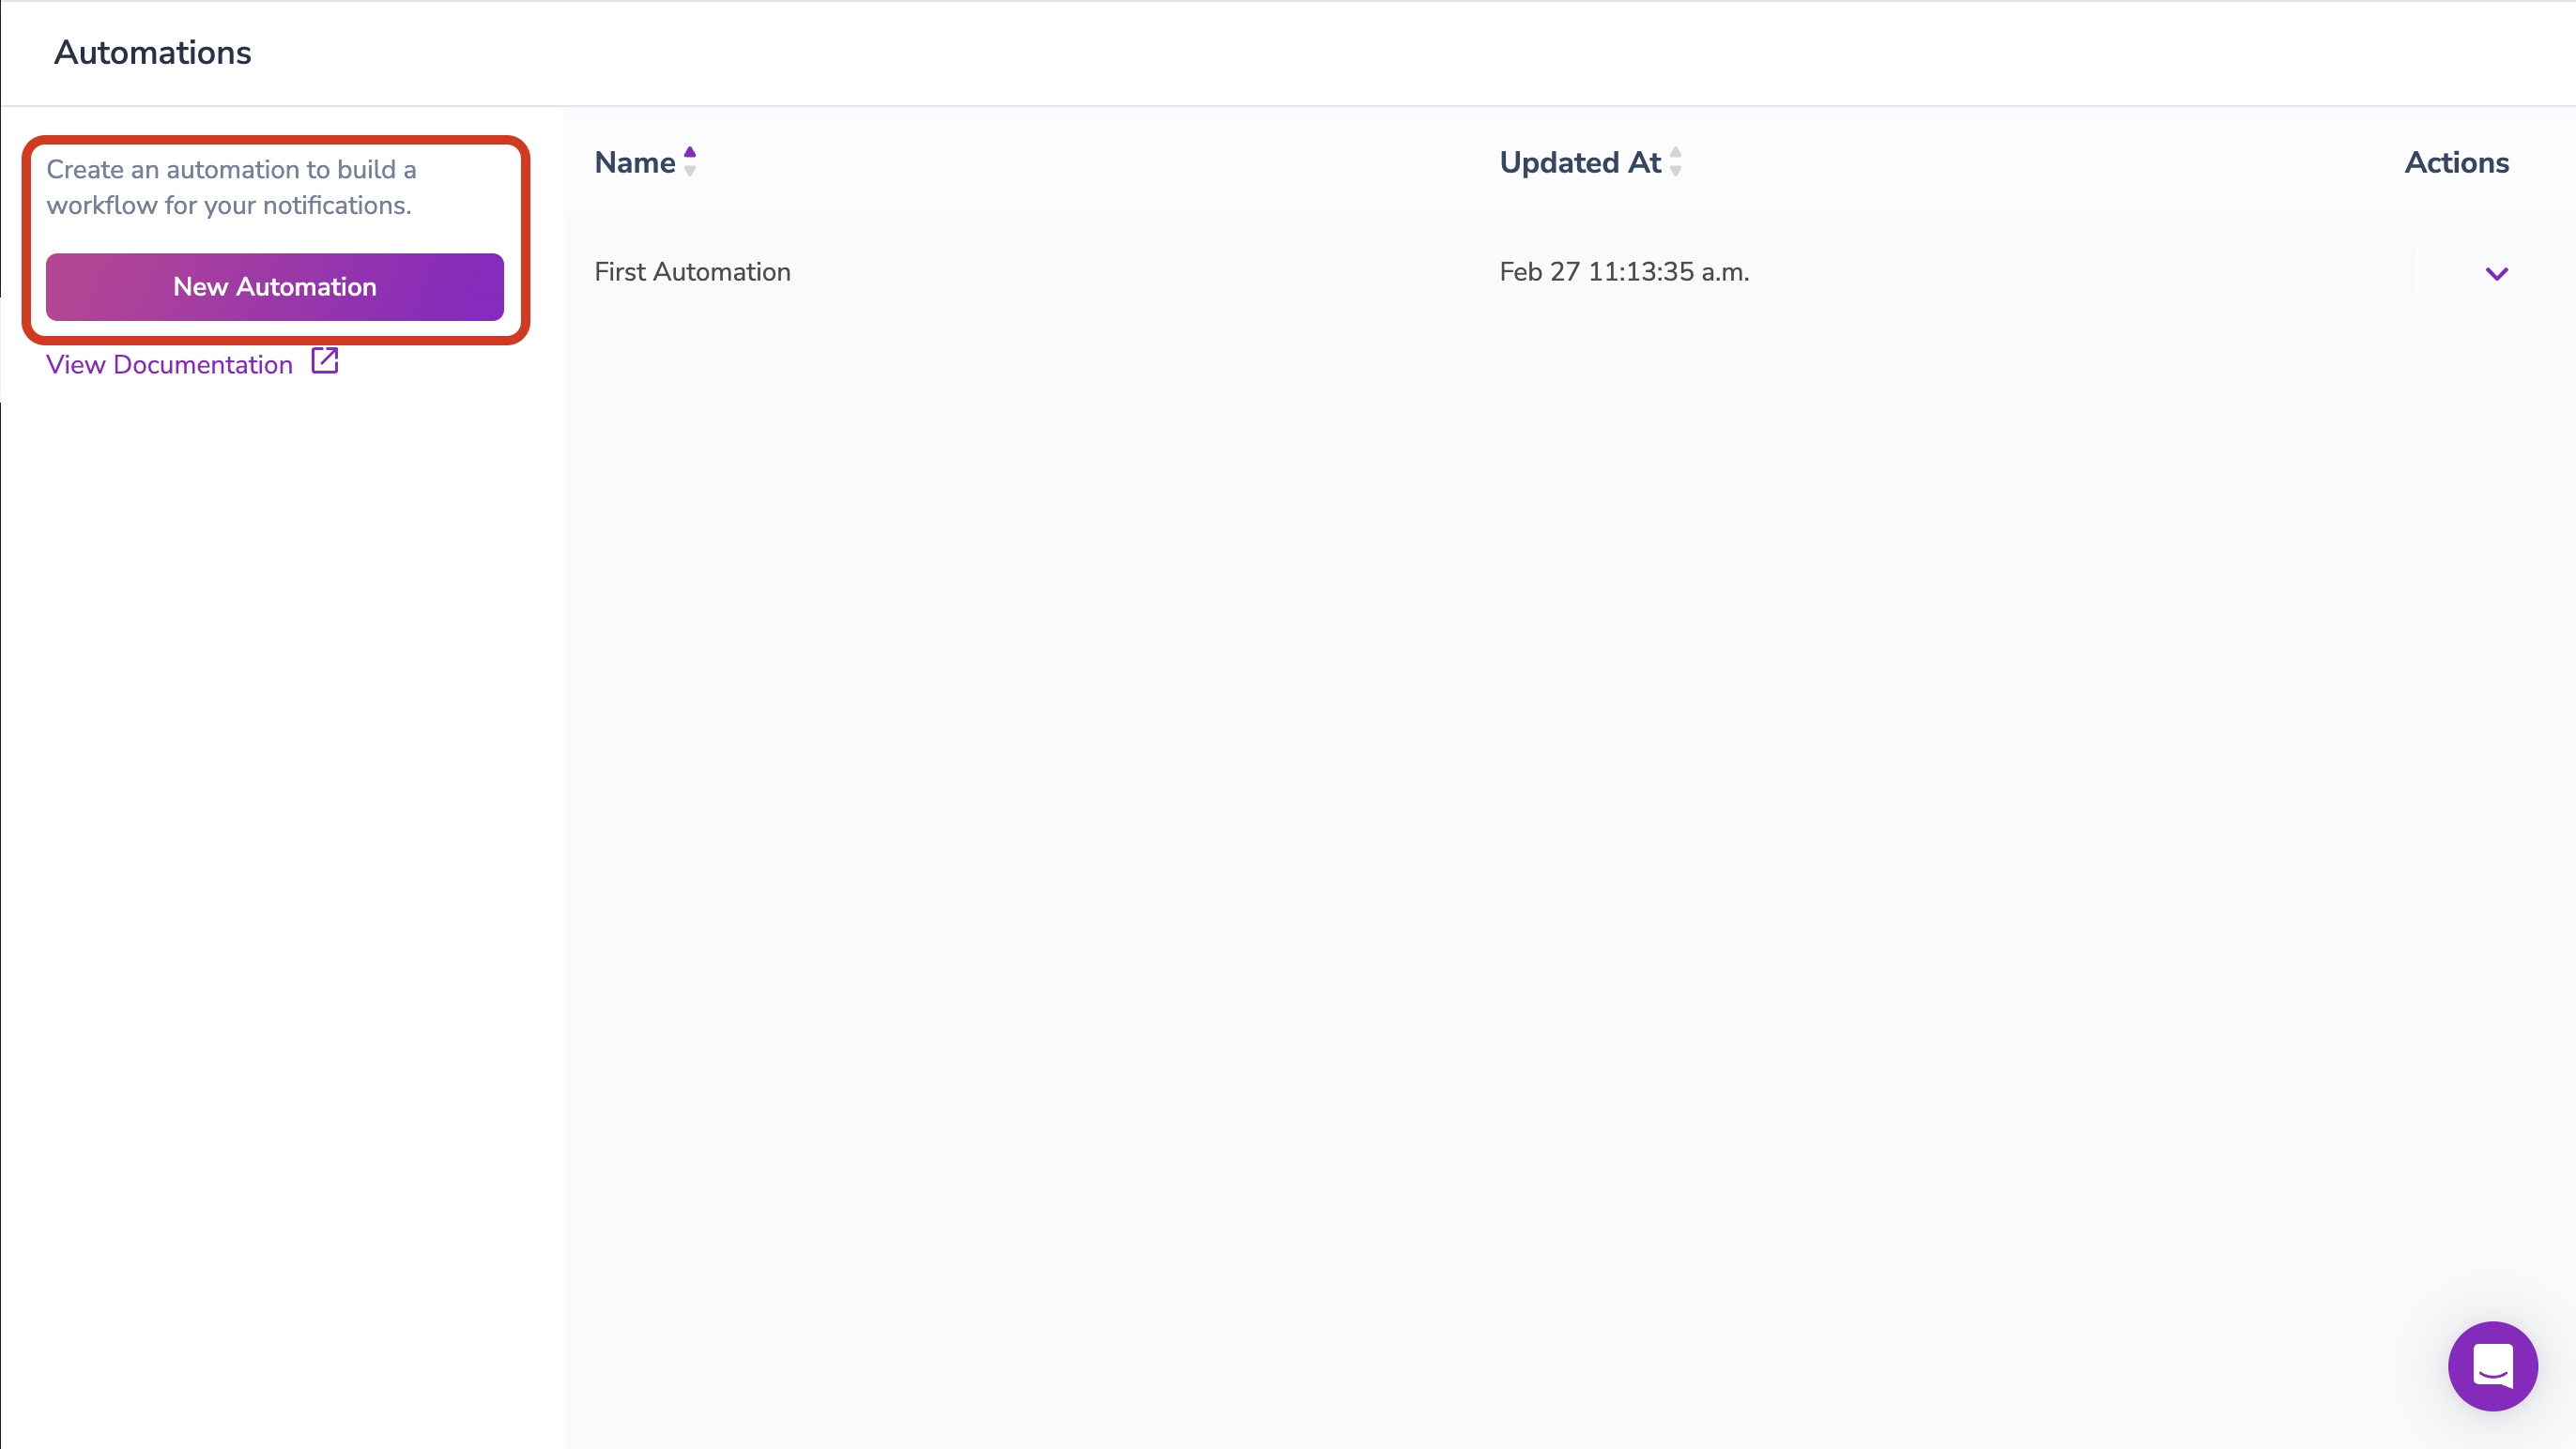 Automations
Create an automation to build a
workflow for your notifications.
New Automation
View Documentation
Name
Updated At
Actions
First Automation
Feb 27 11:13:35 a.m.